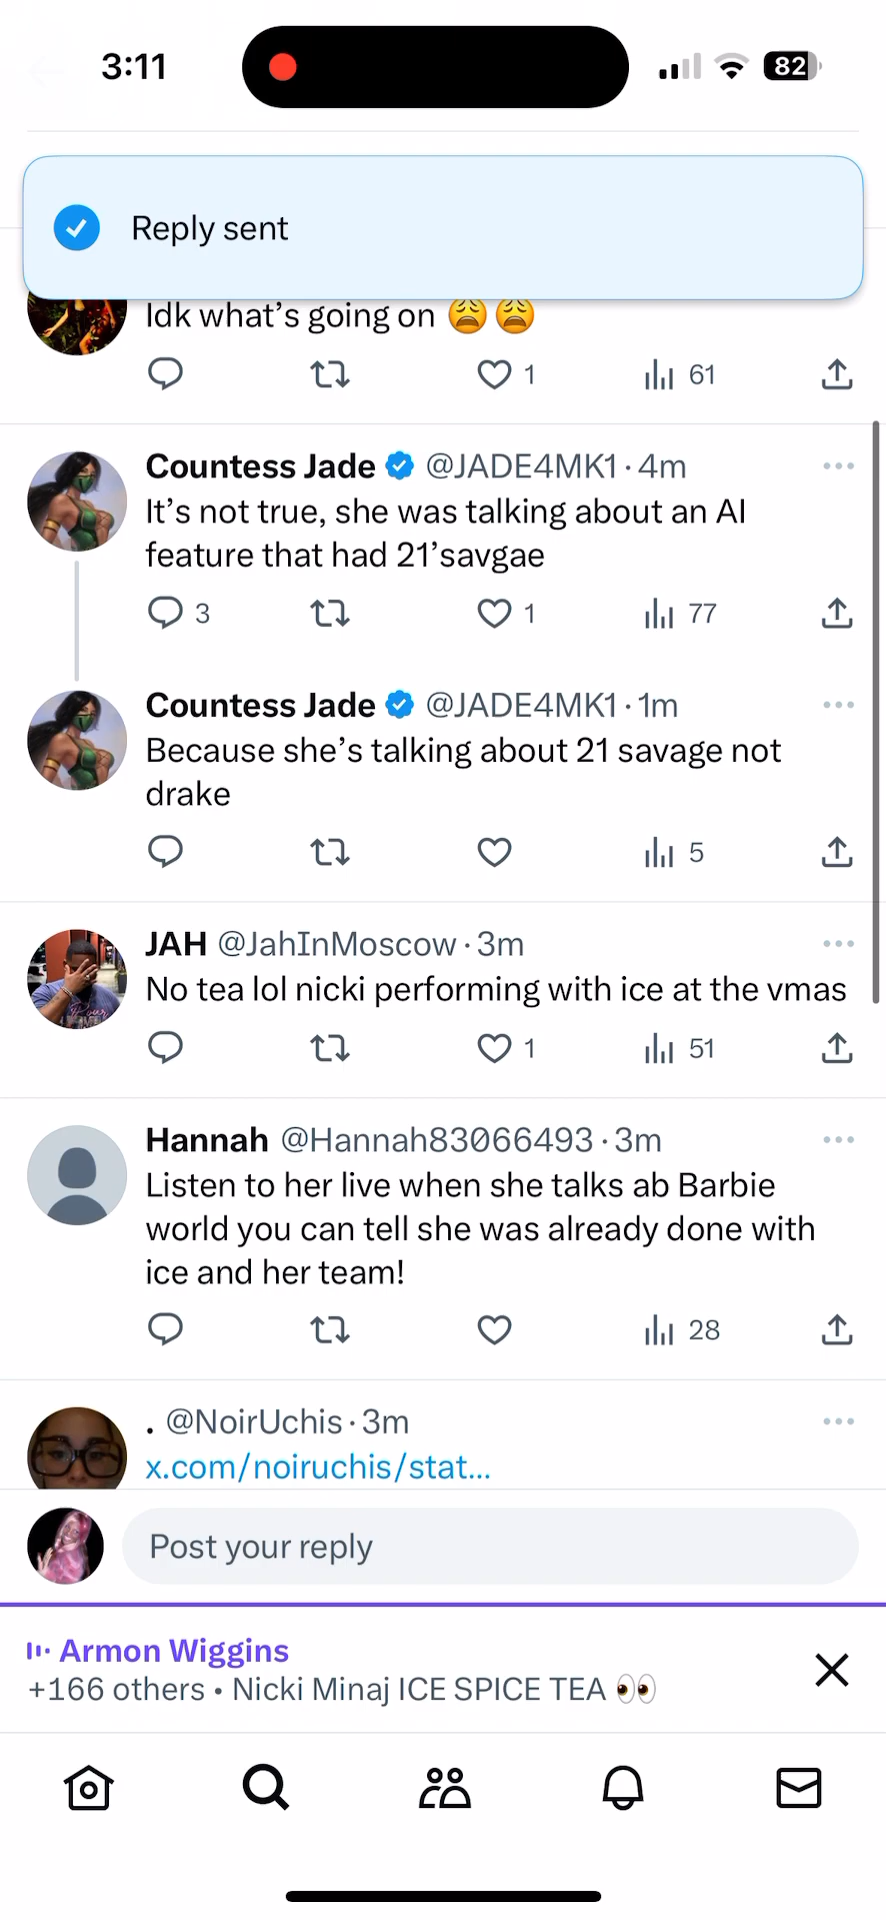 3:11
82
Reply sent
Idk what’s going on 😩 😩
1
61
Countess Jade @JADE4MK1 · 4m
It’s not true, she was talking about an AI
feature that had 21’savgae
3
1
77
Countess Jade @JADE4MK1 · 1m
Because she’s talking about 21 savage not
drake
5
JAH @JahInMoscow · 3m
No tea lol nicki performing with ice at the vmas
1
51
Hannah @Hannah83066493 · 3m
Listen to her live when she talks ab Barbie
world you can tell she was already done with
ice and her team!
28
. @NoirUchis · 3m
x.com/noiruchis/stat...
Post your reply
Armon Wiggins
+166 others • Nicki Minaj ICE SPICE TEA 👀